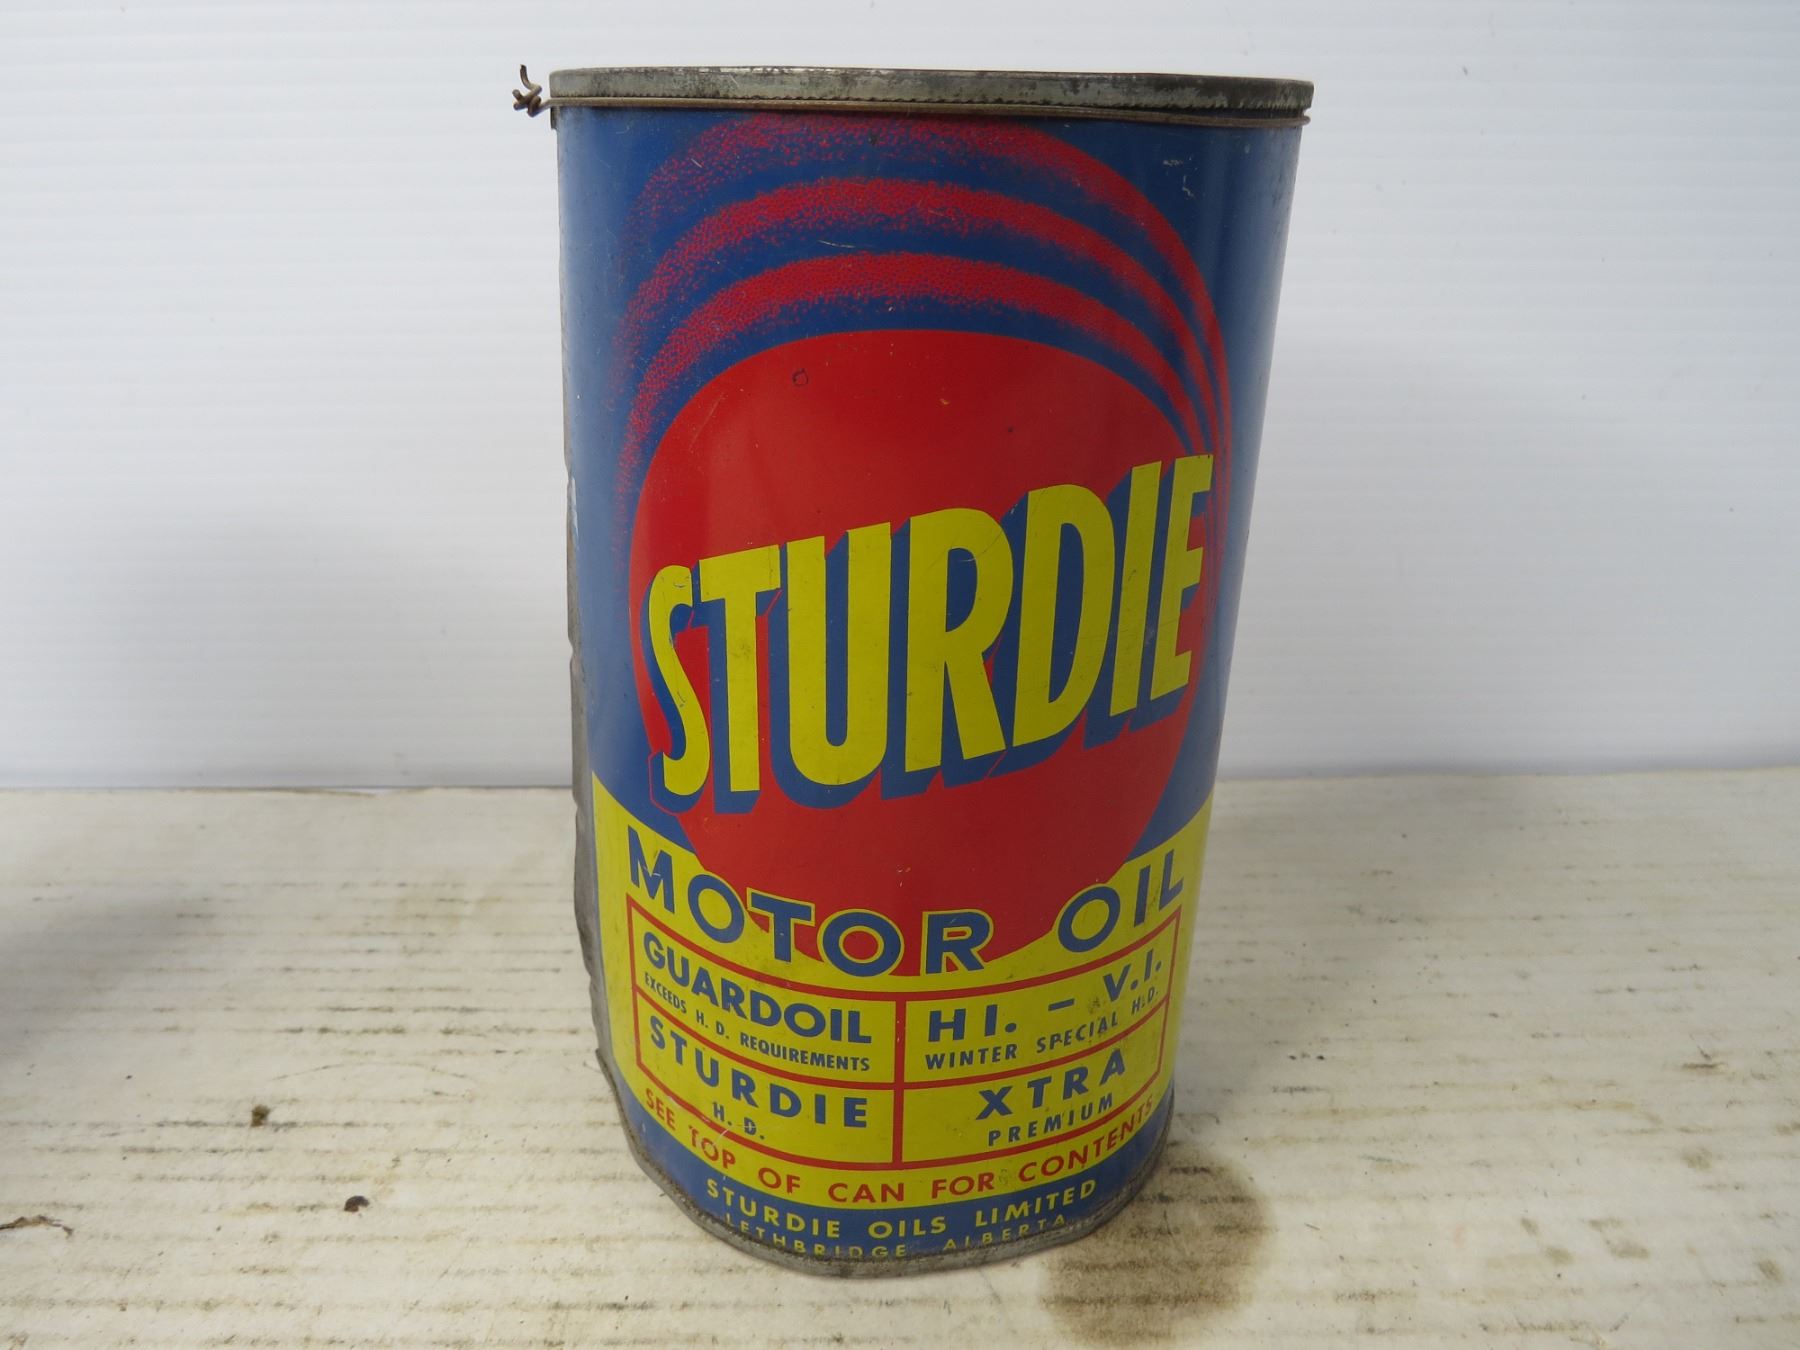 STURDIE
MOTOR OIL
GUARDOIL
EXCEEDS H. D. REQUIREMENTS
HI. - V.I.
WINTER SPECIAL H.D.
STURDIE
H. D.
XTRA
PREMIUM
SEE TOP OF CAN FOR CONTENTS
STURDIE OILS LIMITED
LETHBRIDGE ALBERTA